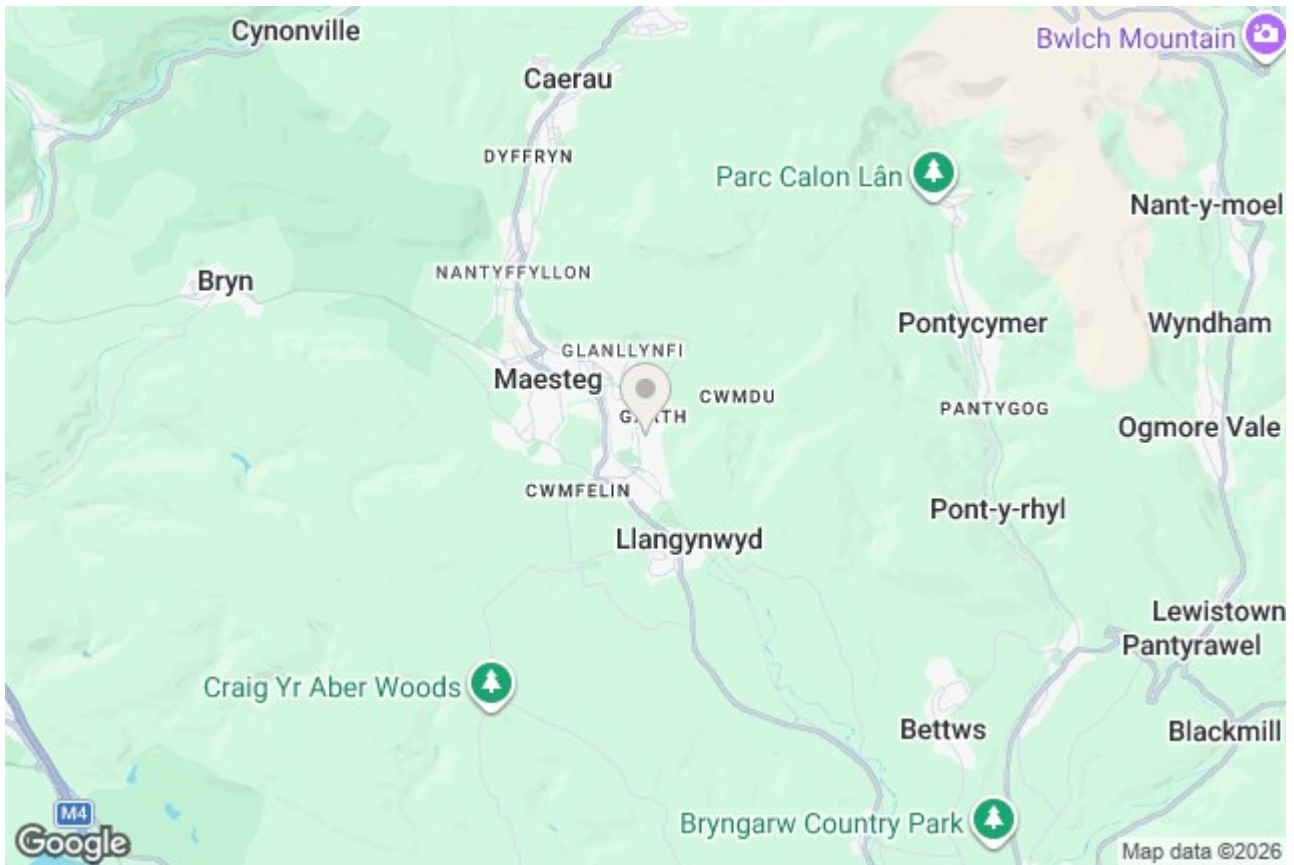 Cynonville
Bwlch Mountain
Caerau
DYFFRYN
Parc Calon Lân
Nant-y-moel
NANTYFFYLLON
Bryn
Pontycymer
Wyndham
GLANLLYNFI
Maesteg
CWMDU
GARTH
PANTYGOG
Ogmore Vale
CWMFELIN
Pont-y-rhyl
Llangynwyd
Lewistown
Pantyrawel
Craig Yr Aber Woods
Bettws
Blackmill
M4
Bryngarw Country Park
Google
Map data ©2026